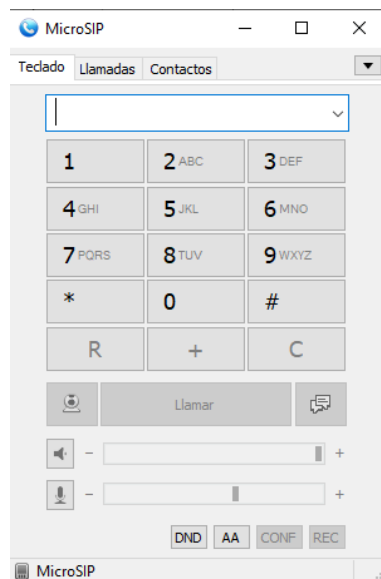 MicroSIP
Teclado Llamadas Contactos
1 2 ABC 3 DEF
4 GHI 5 JKL 6 MNO
7 PQRS 8 TUV 9 WXYZ
* 0 #
R + C
Llamar
- +
- +
DND AA CONF REC
MicroSIP